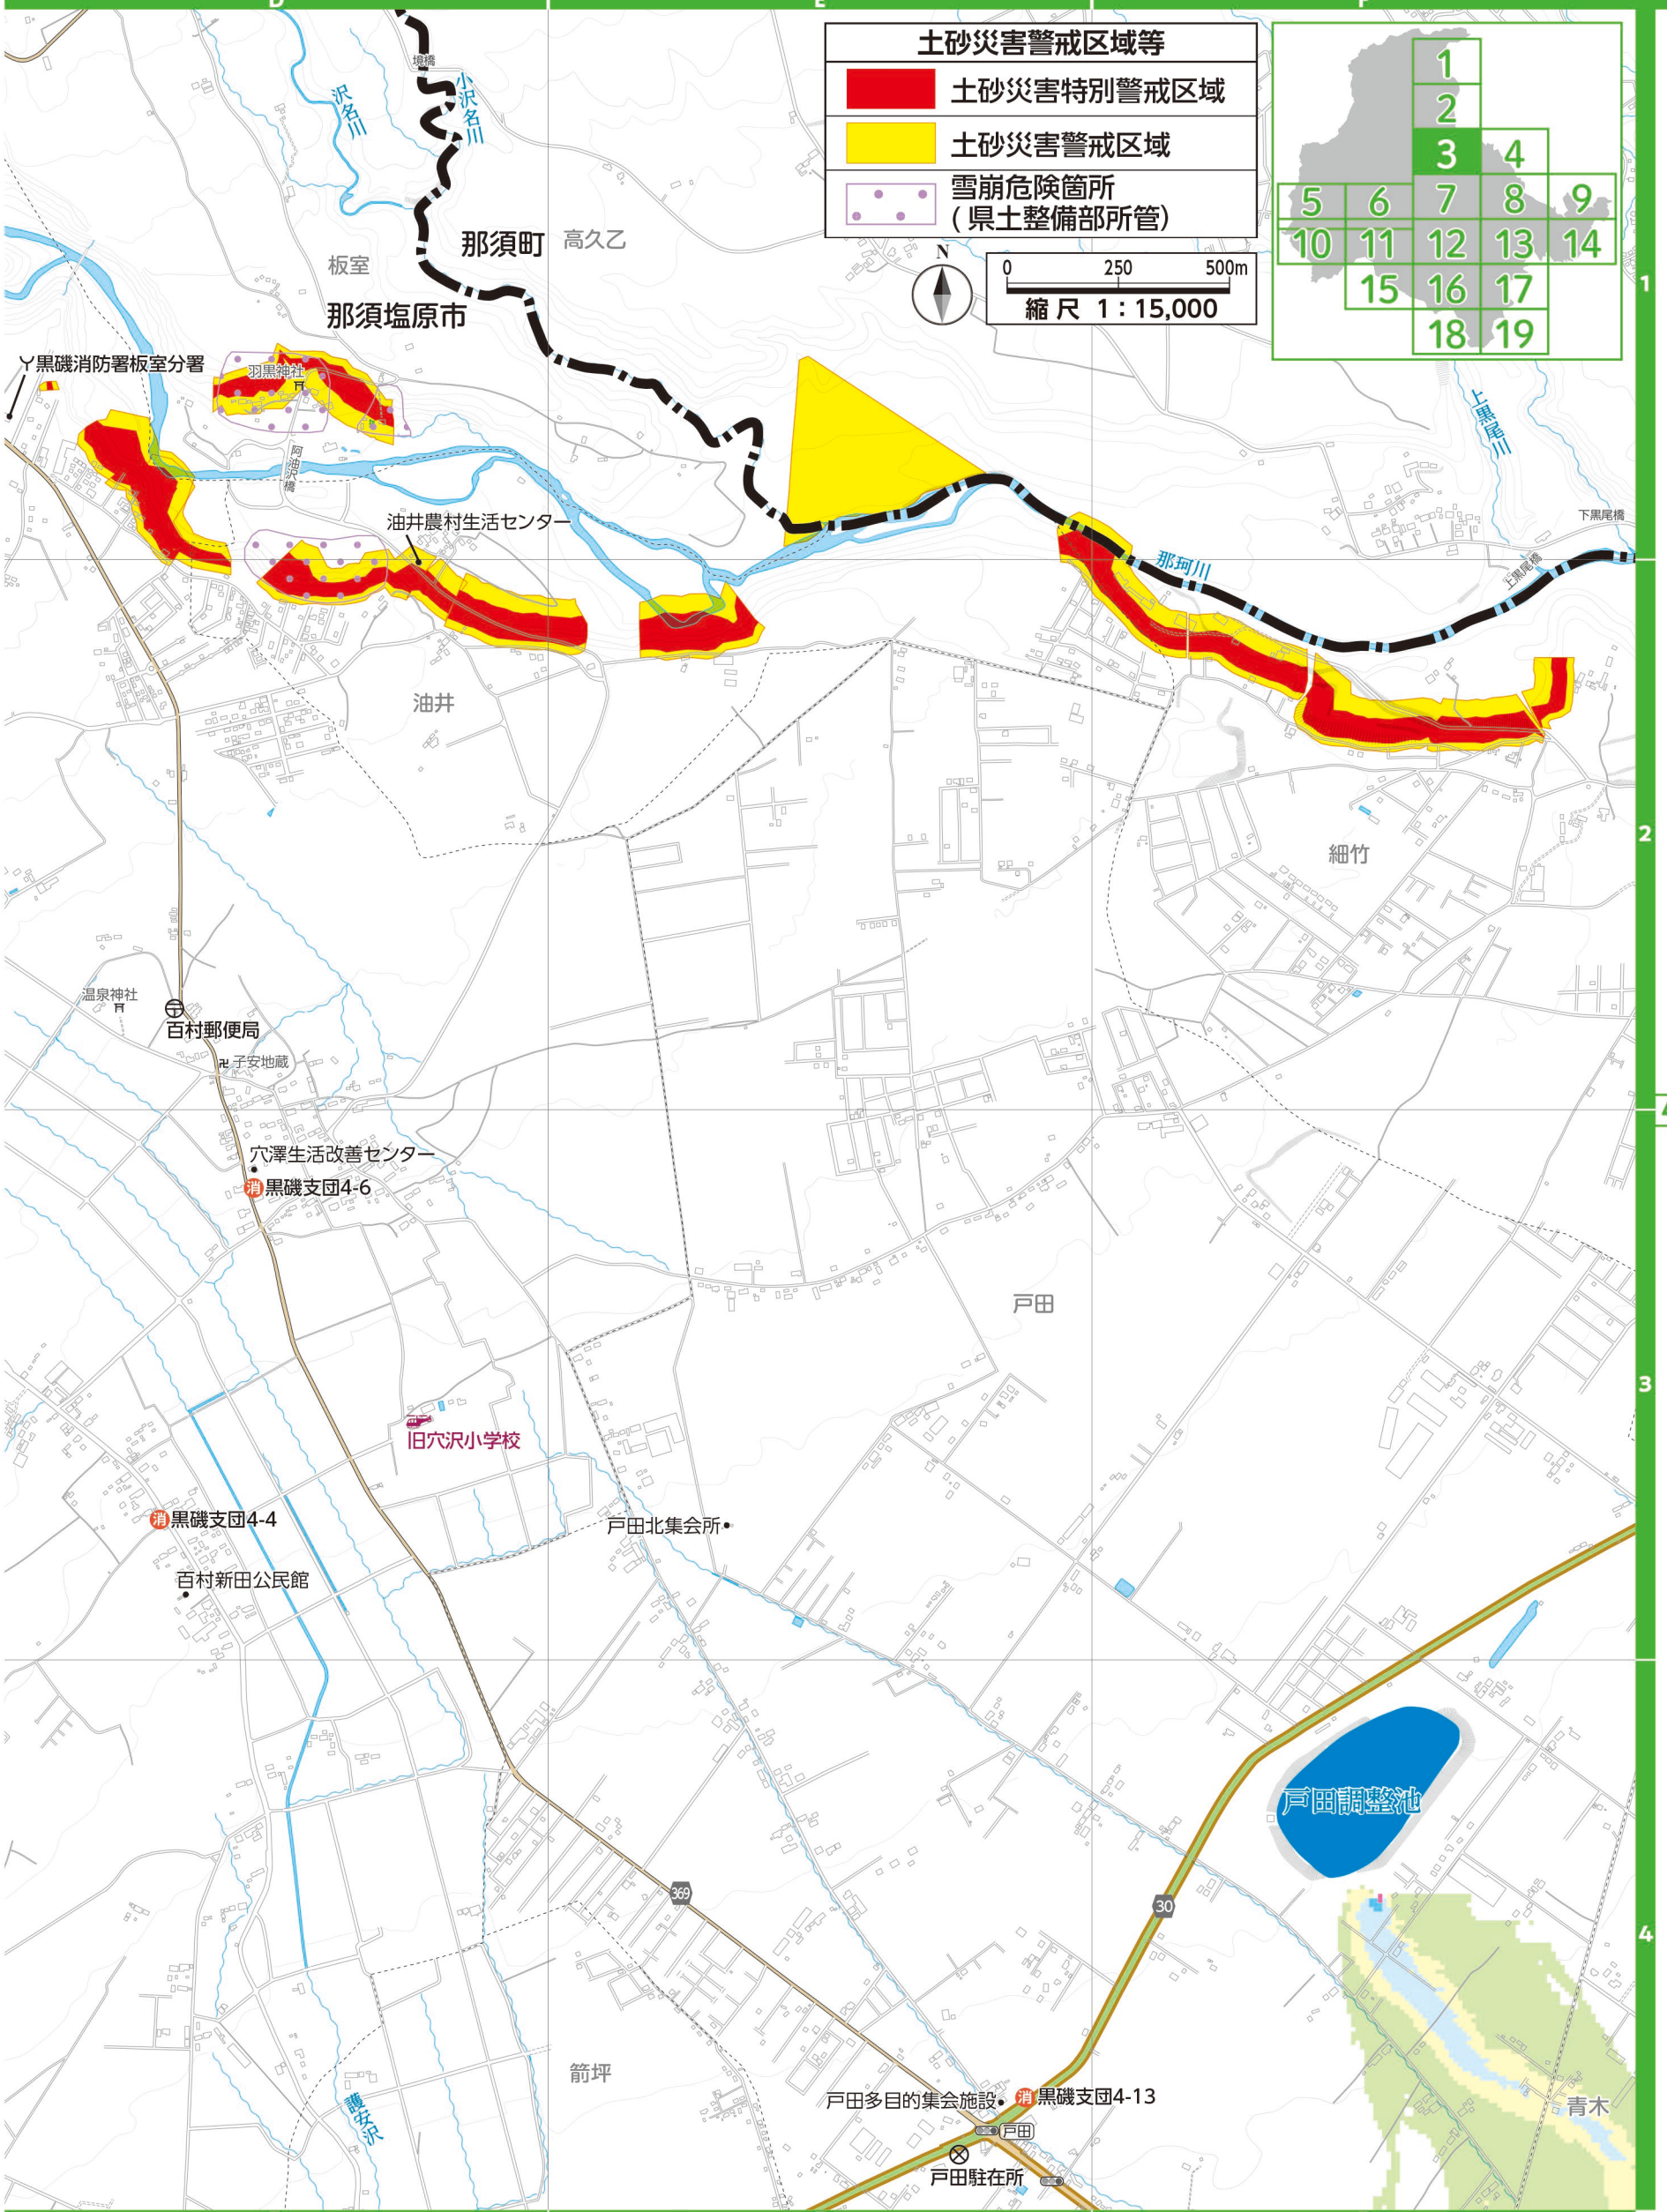 D
E
F
土砂災害警戒区域等
土砂災害特別警戒区域
土砂災害警戒区域
雪崩危険箇所
(県土整備部所管)
1
2
3
4
5
6
7
8
9
10
11
12
13
14
15
16
17
18
19
N
0
250
500m
縮尺 1:15,000
境橋
沢名川
小沢名川
那須町
高久乙
板室
那須塩原市
1
黒磯消防署板室分署
羽黒神社
阿油沢橋
上黒尾川
下黒尾橋
油井農村生活センター
那珂川
上黒尾橋
油井
2
細竹
温泉神社
百村郵便局
子安地蔵
穴澤生活改善センター
消
黒磯支団4-6
戸田
3
旧穴沢小学校
消
黒磯支団4-4
戸田北集会所
百村新田公民館
戸田調整池
369
30
4
箭坪
護安沢
戸田多目的集会施設
消
黒磯支団4-13
青木
戸田
戸田駐在所